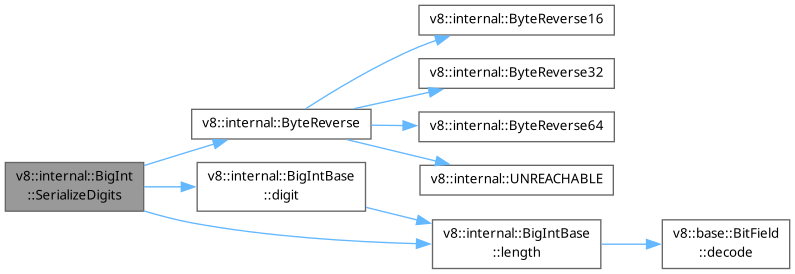 v8::internal::BigInt
::SerializeDigits
v8::internal::ByteReverse
v8::internal::BigIntBase
::digit
v8::internal::ByteReverse16
v8::internal::ByteReverse32
v8::internal::ByteReverse64
v8::internal::UNREACHABLE
v8::internal::BigIntBase
::length
v8::base::BitField
::decode